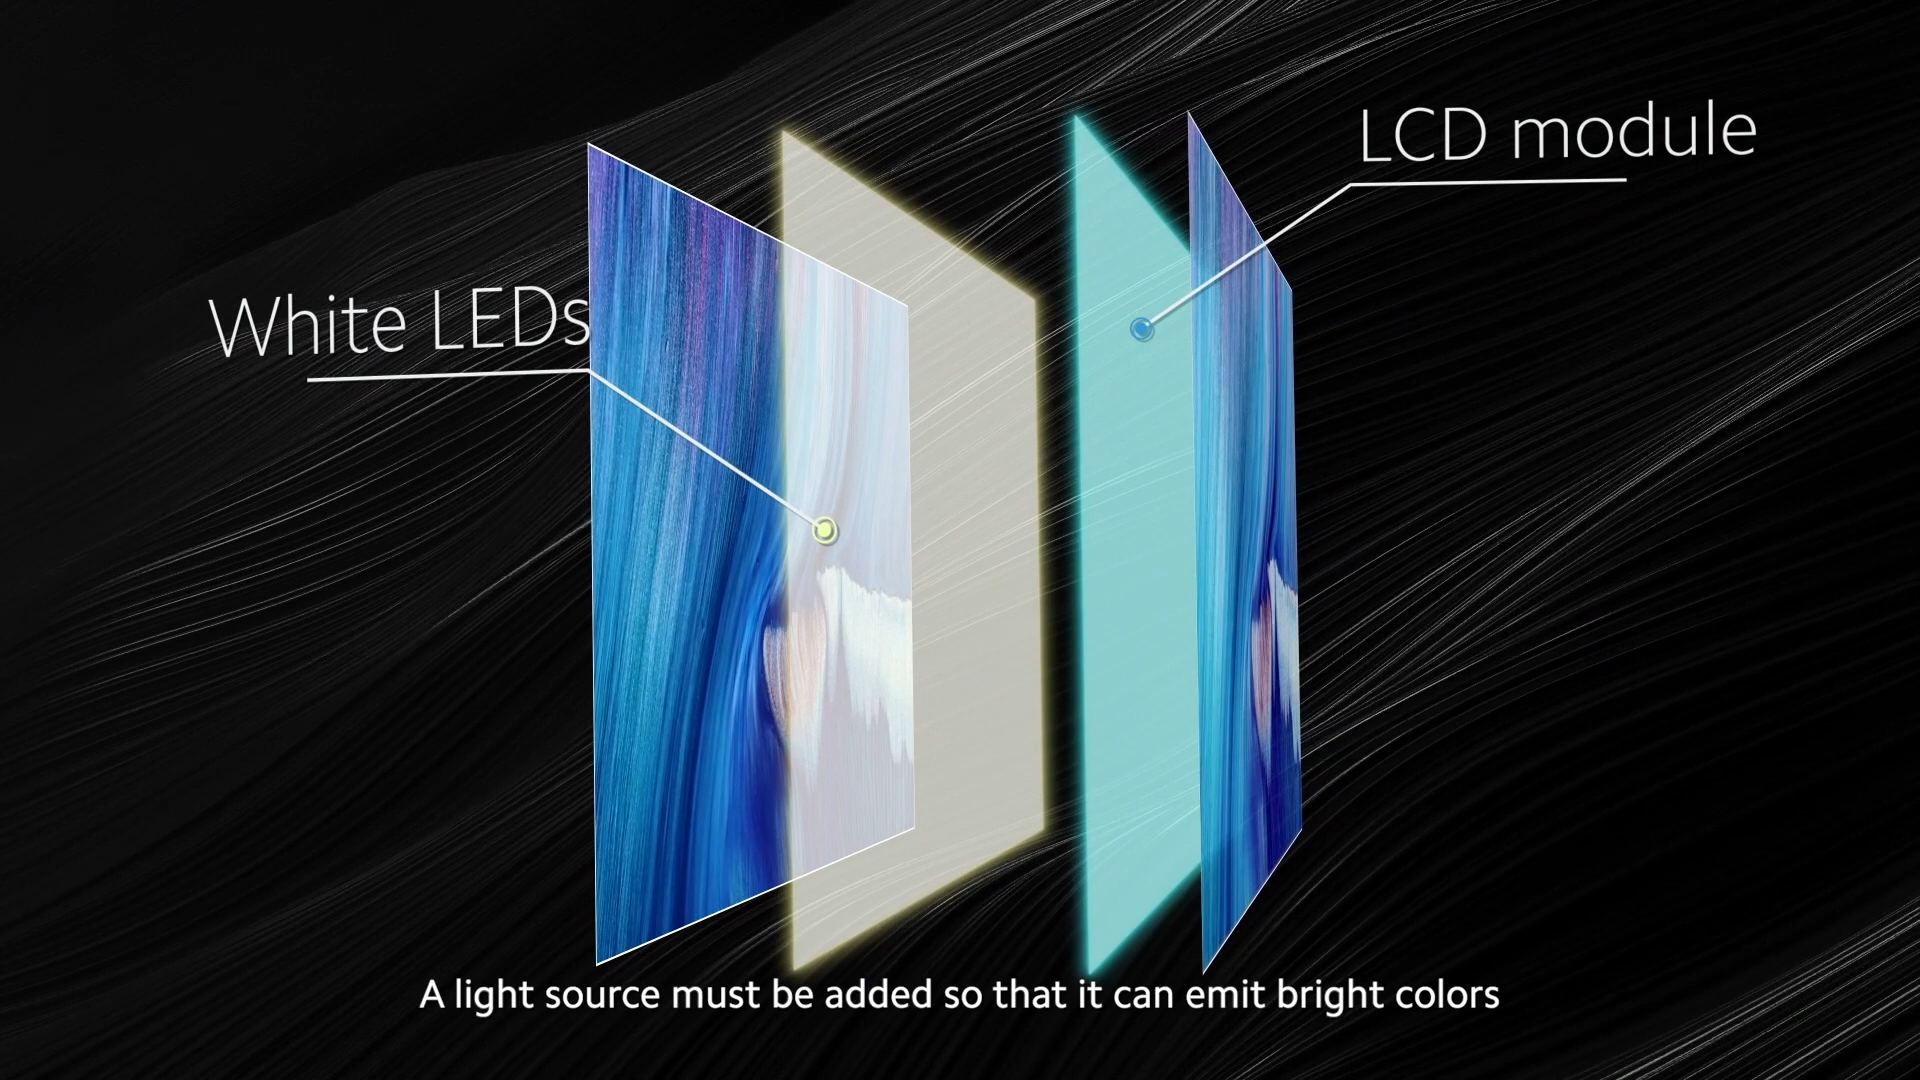 LCD module
White LEDs
A light source must be added so that it can emit bright colors